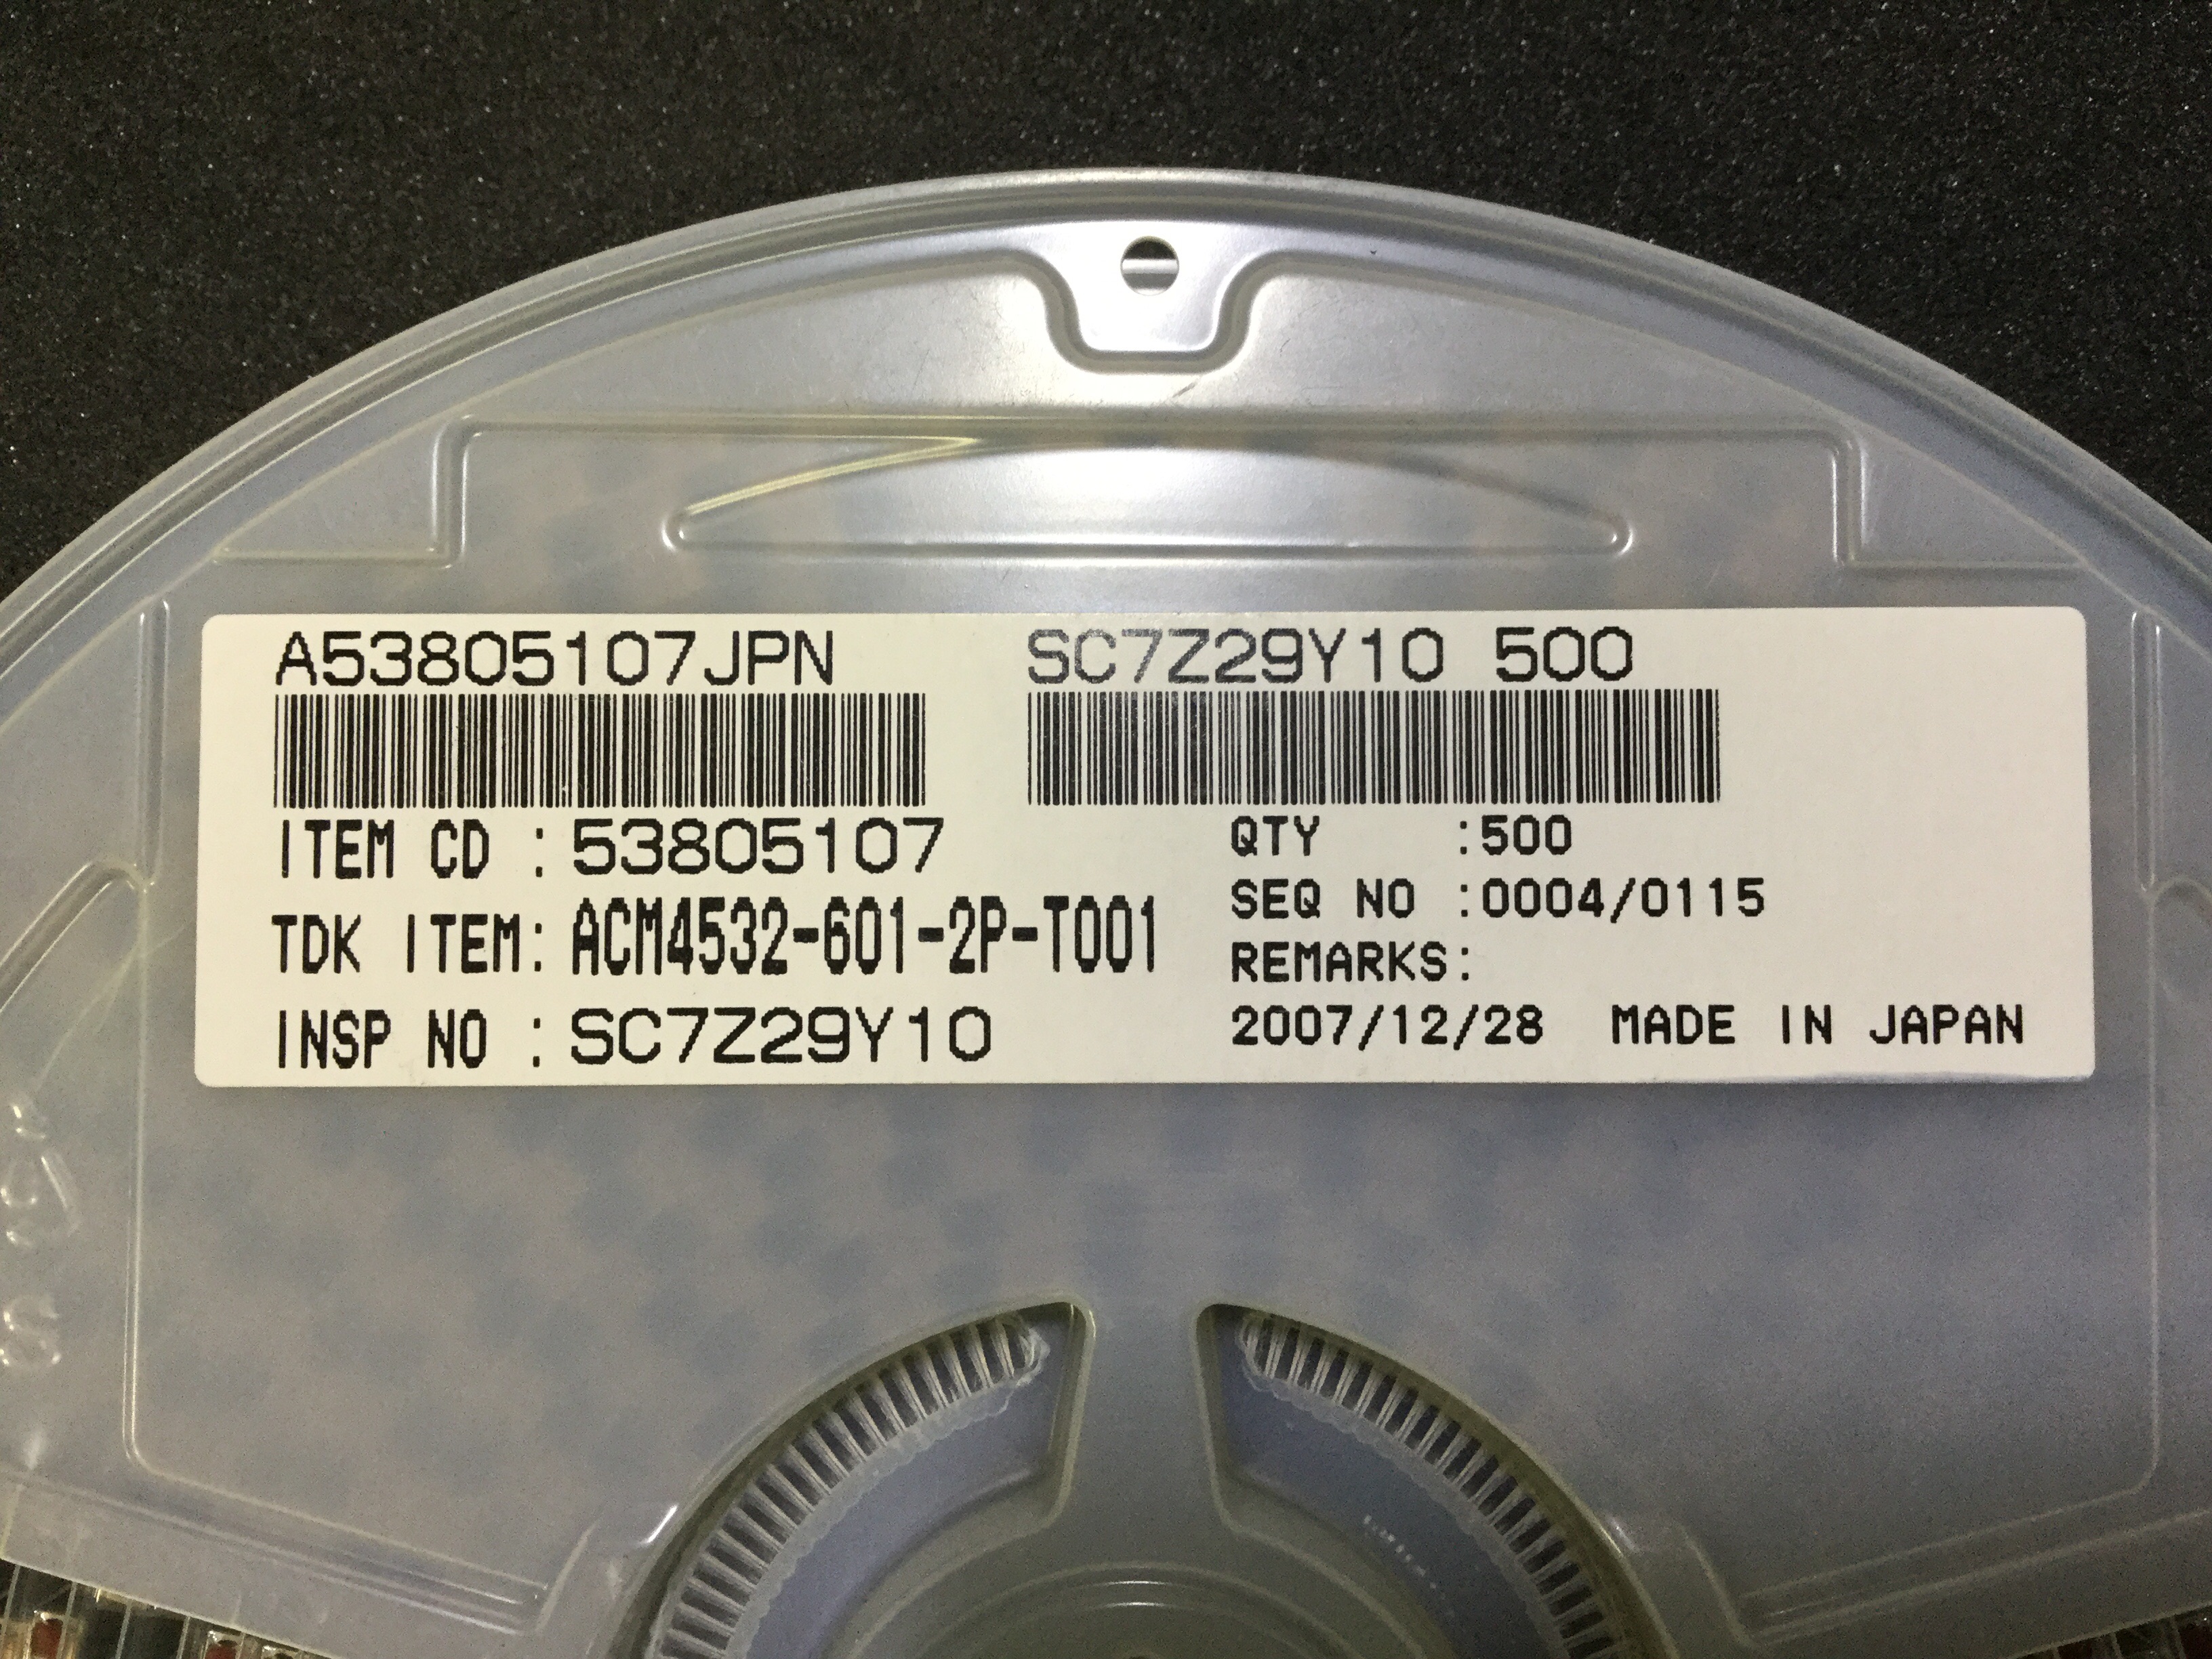 A53805107JPN SC7Z29Y10 500
ITEM CD : 53805107 QTY :500
TDK ITEM: ACM4532-601-2P-T001 SEQ NO :0004/0115
REMARKS:
INSP NO : SC7Z29Y10 2007/12/28 MADE IN JAPAN